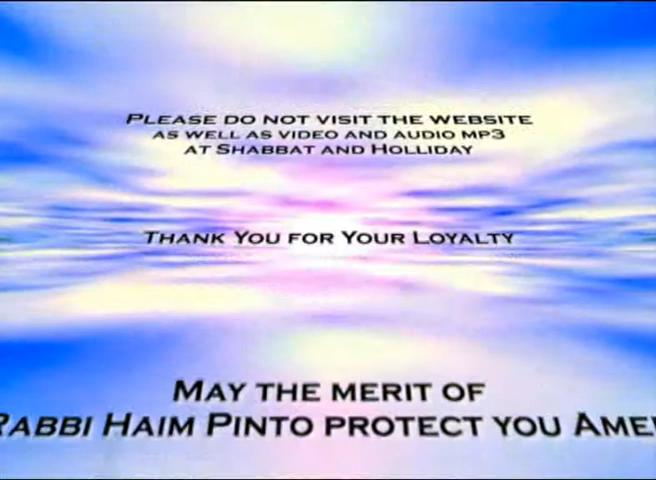 PLEASE DO NOT VISIT THE WEBSITE
AS WELL AS VIDEO AND AUDIO MP3
AT SHABBAT AND HOLLIDAY
THANK YOU FOR YOUR LOYALTY
MAY THE MERIT OF
RABBI HAIM PINTO PROTECT YOU AME